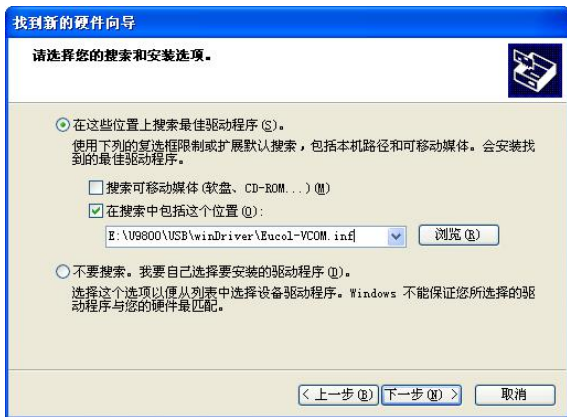 找到新的硬件向导
请选择您的搜索和安装选项。
在这些位置上搜索最佳驱动程序(S)。
使用下列的复选框限制或扩展默认搜索，包括本机路径和可移动媒体。会安装找
到的最佳驱动程序。
搜索可移动媒体(软盘、CD-ROM...)(M)
在搜索中包括这个位置(O):
E:\U9800\USB\winDriver\Eucol-VCOM.inf
浏览(R)
不要搜索。我要自己选择要安装的驱动程序(D)。
选择这个选项以便从列表中选择设备驱动程序。Windows 不能保证您所选择的驱
动程序与您的硬件最匹配。
< 上一步(B) 下一步(N) > 取消